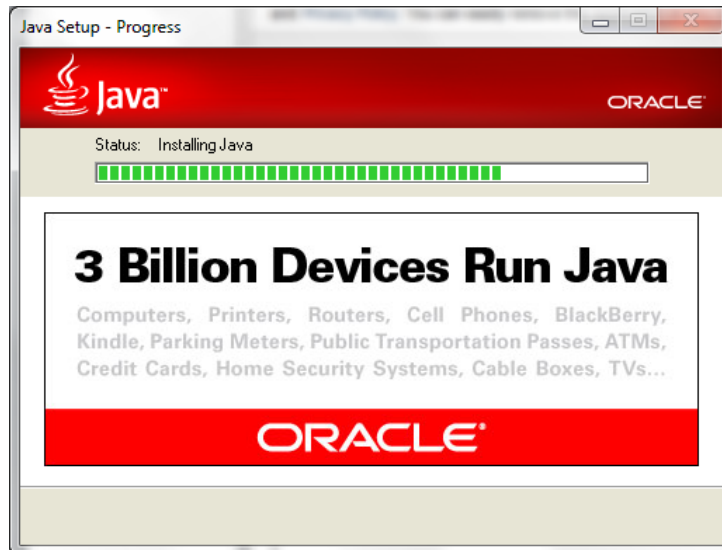 Java Setup - Progress
Java™
ORACLE®
Status: Installing Java
3 Billion Devices Run Java
Computers, Printers, Routers, Cell Phones, BlackBerry,
Kindle, Parking Meters, Public Transportation Passes, ATMs,
Credit Cards, Home Security Systems, Cable Boxes, TVs...
ORACLE®